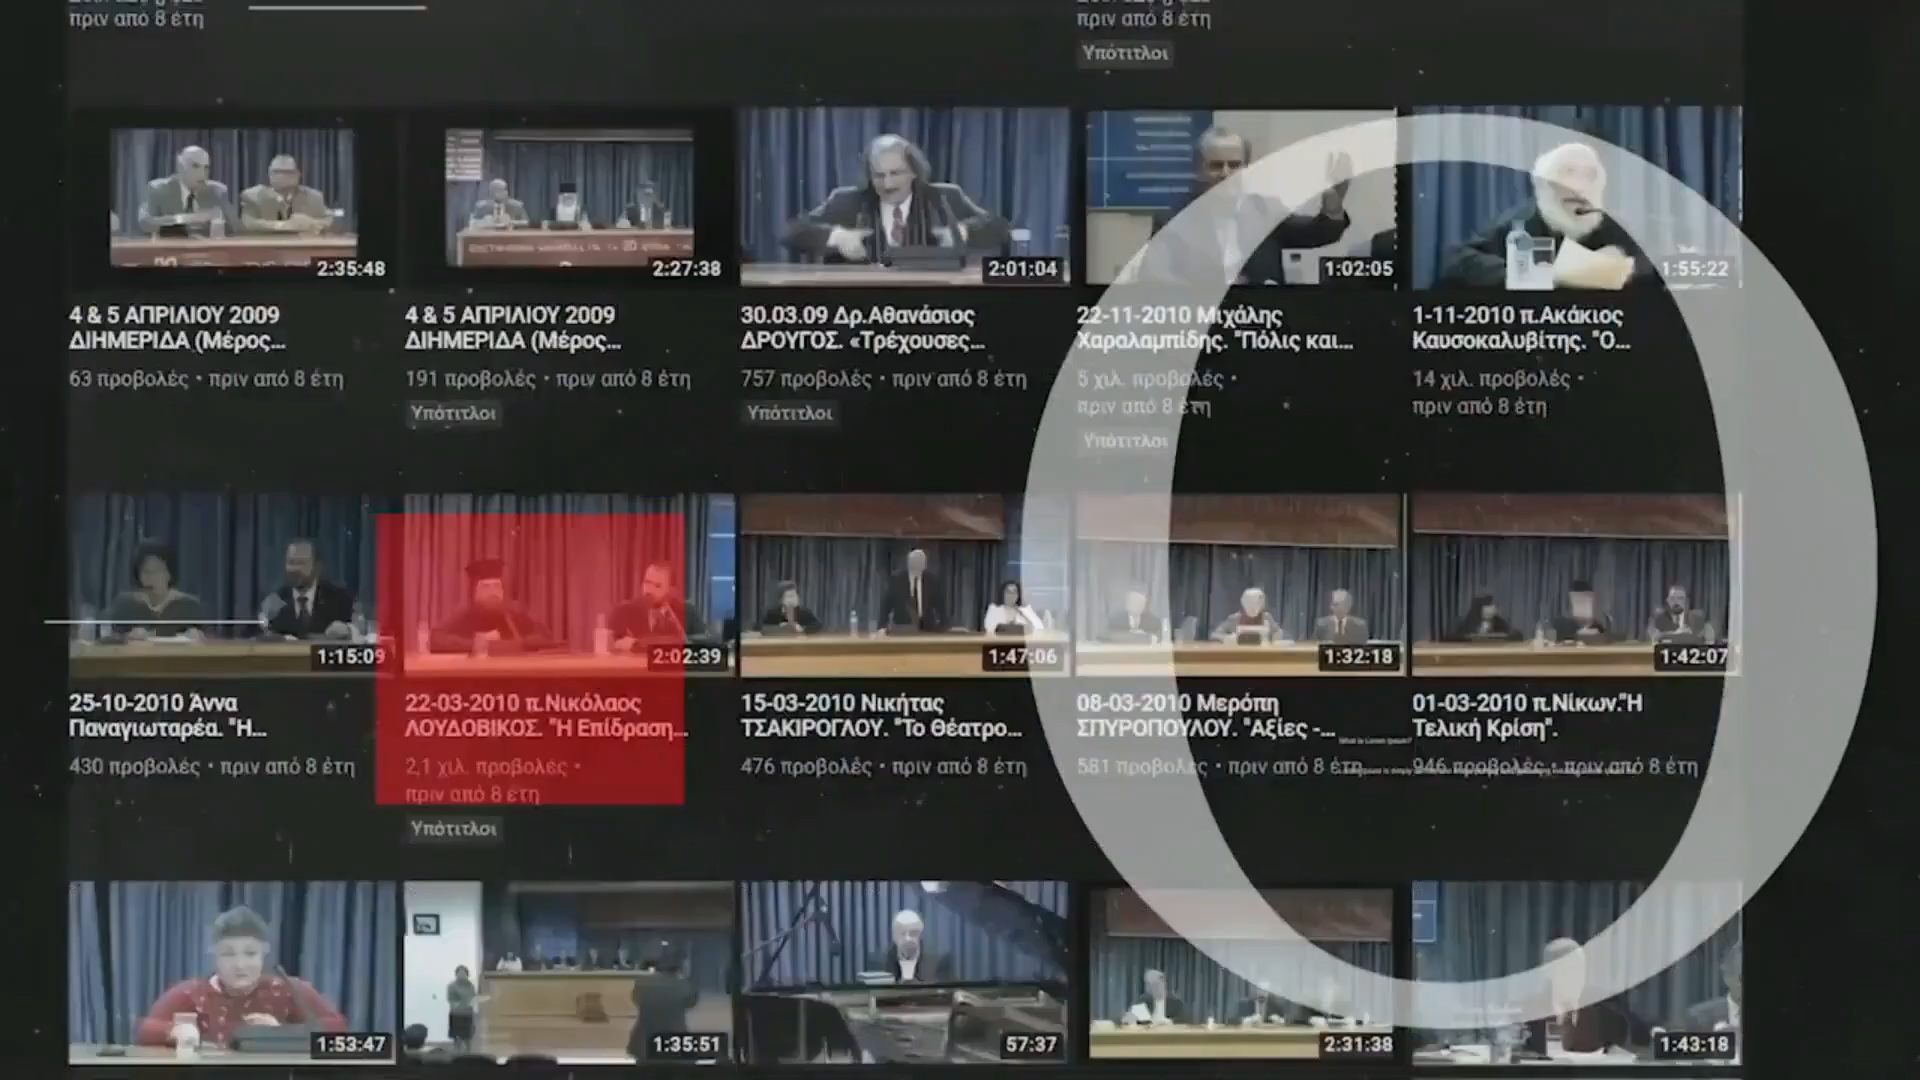 πριν από 8 έτη
πριν από 8 έτη
Υπότιτλοι
2:35:48
2:27:38
2:01:04
1:02:05
1:55:22
4 & 5 ΑΠΡΙΛΙΟΥ 2009
ΔΙΗΜΕΡΙΔΑ (Μέρος...
63 προβολές • πριν από 8 έτη
4 & 5 ΑΠΡΙΛΙΟΥ 2009
ΔΙΗΜΕΡΙΔΑ (Μέρος...
191 προβολές • πριν από 8 έτη
Υπότιτλοι
30.03.09 Δρ.Αθανάσιος
ΔΡΟΥΓΟΣ. «Τρέχουσες...
757 προβολές • πριν από 8 έτη
Υπότιτλοι
22-11-2010 Μιχάλης
Χαραλαμπίδης. "Πόλις και...
5 χιλ. προβολές •
πριν από 8 έτη
Υπότιτλοι
1-11-2010 π.Ακάκιος
Καυσοκαλυβίτης. "Ο...
14 χιλ. προβολές •
πριν από 8 έτη
O
1:15:09
2:02:39
1:47:06
1:32:18
1:42:07
25-10-2010 Άννα
Παναγιωταρέα. "Η...
430 προβολές • πριν από 8 έτη
22-03-2010 π.Νικόλαος
ΛΟΥΔΟΒΙΚΟΣ. "Η Επίδραση...
2,1 χιλ. προβολές •
πριν από 8 έτη
Υπότιτλοι
15-03-2010 Νικήτας
ΤΣΑΚΙΡΟΓΛΟΥ. "Το Θέατρο...
476 προβολές • πριν από 8 έτη
08-03-2010 Μερόπη
ΣΠΥΡΟΠΟΥΛΟΥ. "Αξίες -...
581 προβολές • πριν από 8 έτη
01-03-2010 π.Νίκων."Η
Τελική Κρίση".
946 προβολές • πριν από 8 έτη
What is Lorem Ipsum?
1:53:47
1:35:51
57:37
2:31:38
1:43:18